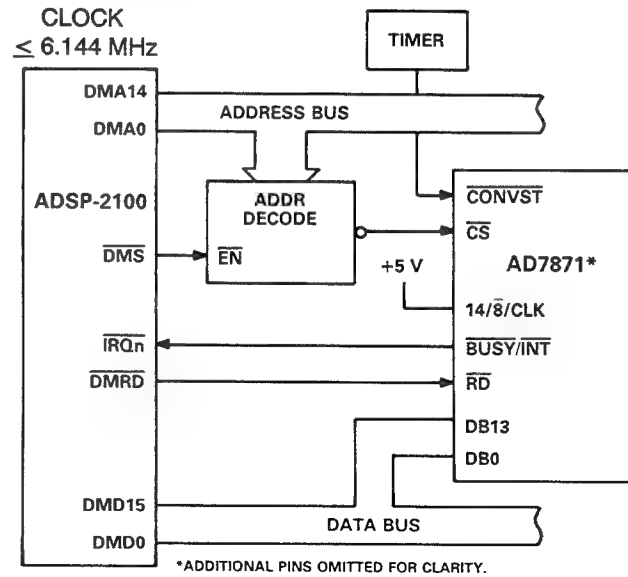 CLOCK
≤ 6.144 MHz
TIMER
DMA14
ADDRESS BUS
DMA0
ADSP-2100
ADDR
DECODE
CONVST
CS
DMS
EN
+5 V
AD7871*
14/8/CLK
IRQn
BUSY/INT
DMRD
RD
DB13
DB0
DMD15
DATA BUS
DMD0
*ADDITIONAL PINS OMITTED FOR CLARITY.